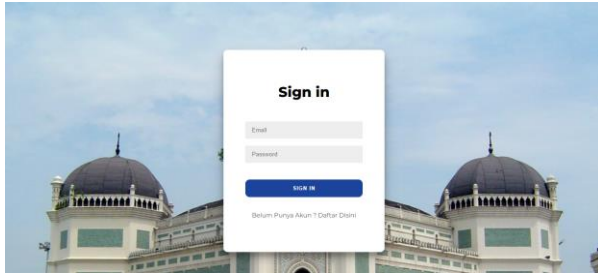 Sign in
Email
Password
SIGN IN
Belum Punya Akun ? Daftar Disini